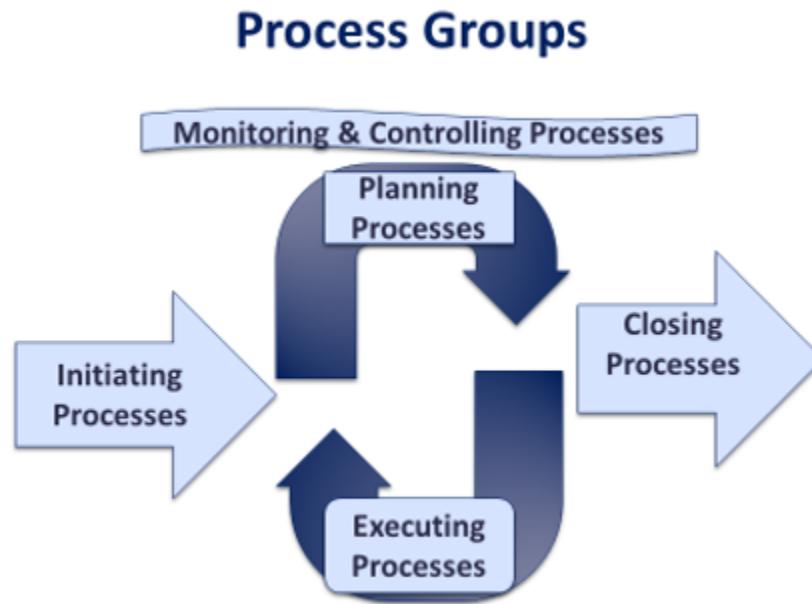 Process Groups
Monitoring & Controlling Processes
Planning
Processes
Initiating
Processes
Closing
Processes
Executing
Processes